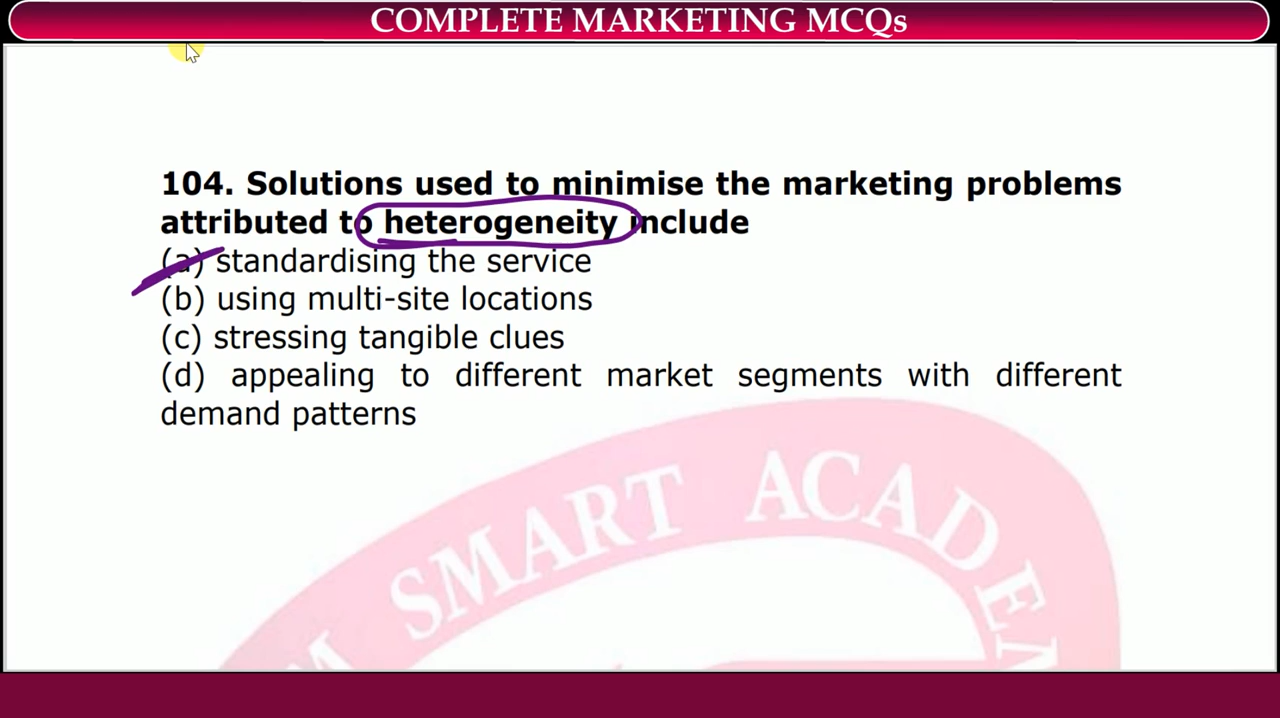 COMPLETE MARKETING MCQs
104. Solutions used to minimise the marketing problems
attributed to heterogeneity include
(a) standardising the service
(b) using multi-site locations
(c) stressing tangible clues
(d) appealing to different market segments with different
demand patterns
M SMART ACADEM